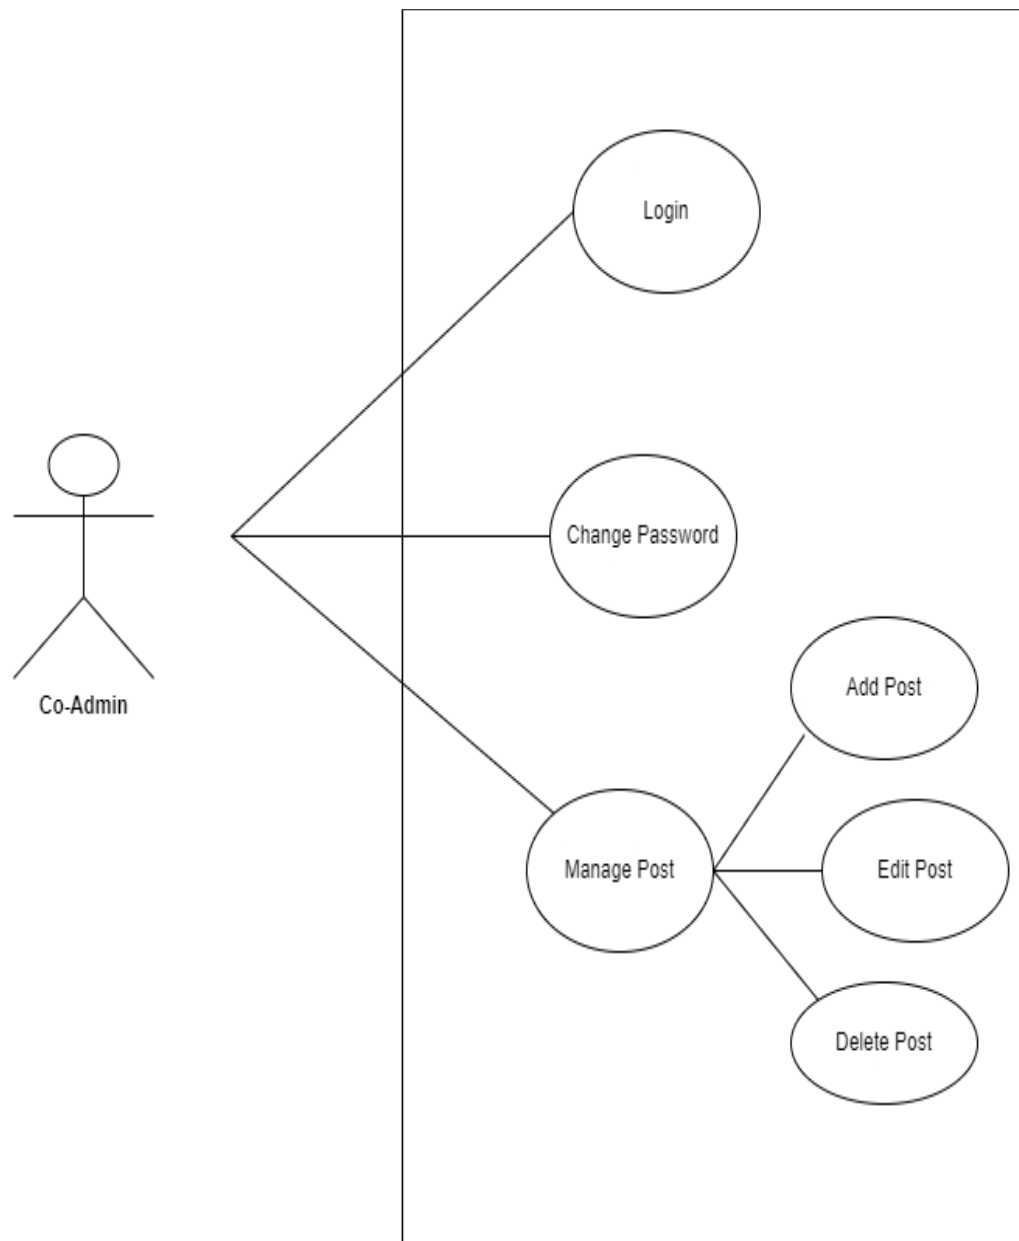 Login
Change Password
Co-Admin
Add Post
Manage Post
Edit Post
Delete Post